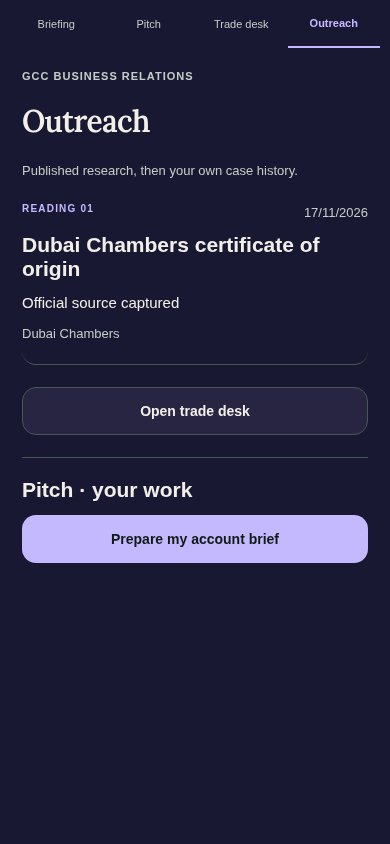 Briefing
Pitch
Trade desk
Outreach
GCC BUSINESS RELATIONS
Outreach
Published research, then your own case history.
READING 01
17/11/2026
Dubai Chambers certificate of
origin
Official source captured
Dubai Chambers
Open trade desk
Pitch · your work
Prepare my account brief